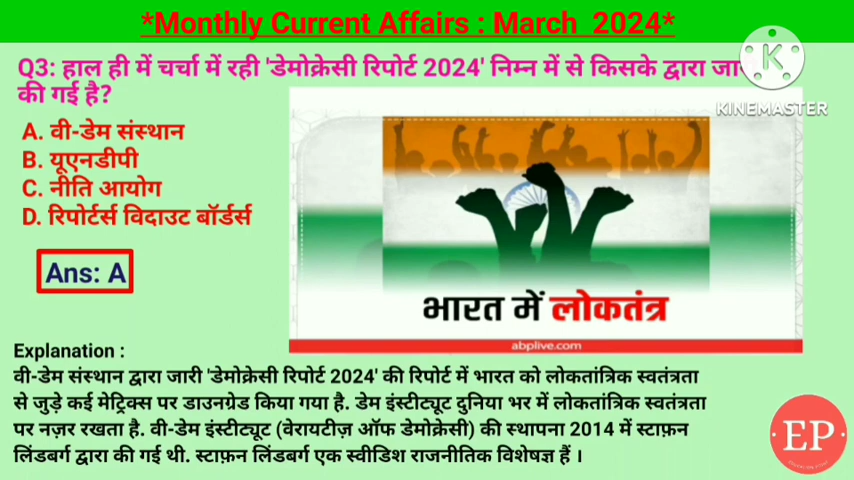 *Monthly Current Affairs : March 2024*
Q3: हाल ही में चर्चा में रही 'डेमोक्रेसी रिपोर्ट 2024' निम्न में से किसके द्वारा
की गई है?
KINEMASTER
A. वी-डेम संस्थान
B. यूएनडीपी
C. नीति आयोग
D. रिपोर्टर्स विदाउट बॉर्डर्स
Ans: A
भारत में लोकतंत्र
abplive.com
Explanation :
वी-डेम संस्थान द्वारा जारी 'डेमोक्रेसी रिपोर्ट 2024' की रिपोर्ट में भारत को लोकतांत्रिक स्वतंत्रता
से जुड़े कई मेट्रिक्स पर डाउनग्रेड किया गया है. डेम इंस्टीट्यूट दुनिया भर में लोकतांत्रिक स्वतंत्रता
पर नज़र रखता है. वी-डेम इंस्टीट्यूट (वेरायटीज़ ऑफ डेमोक्रेसी) की स्थापना 2014 में स्टाफ़न
लिंडबर्ग द्वारा की गई थी. स्टाफ़न लिंडबर्ग एक स्वीडिश राजनीतिक विशेषज्ञ हैं ।
EP